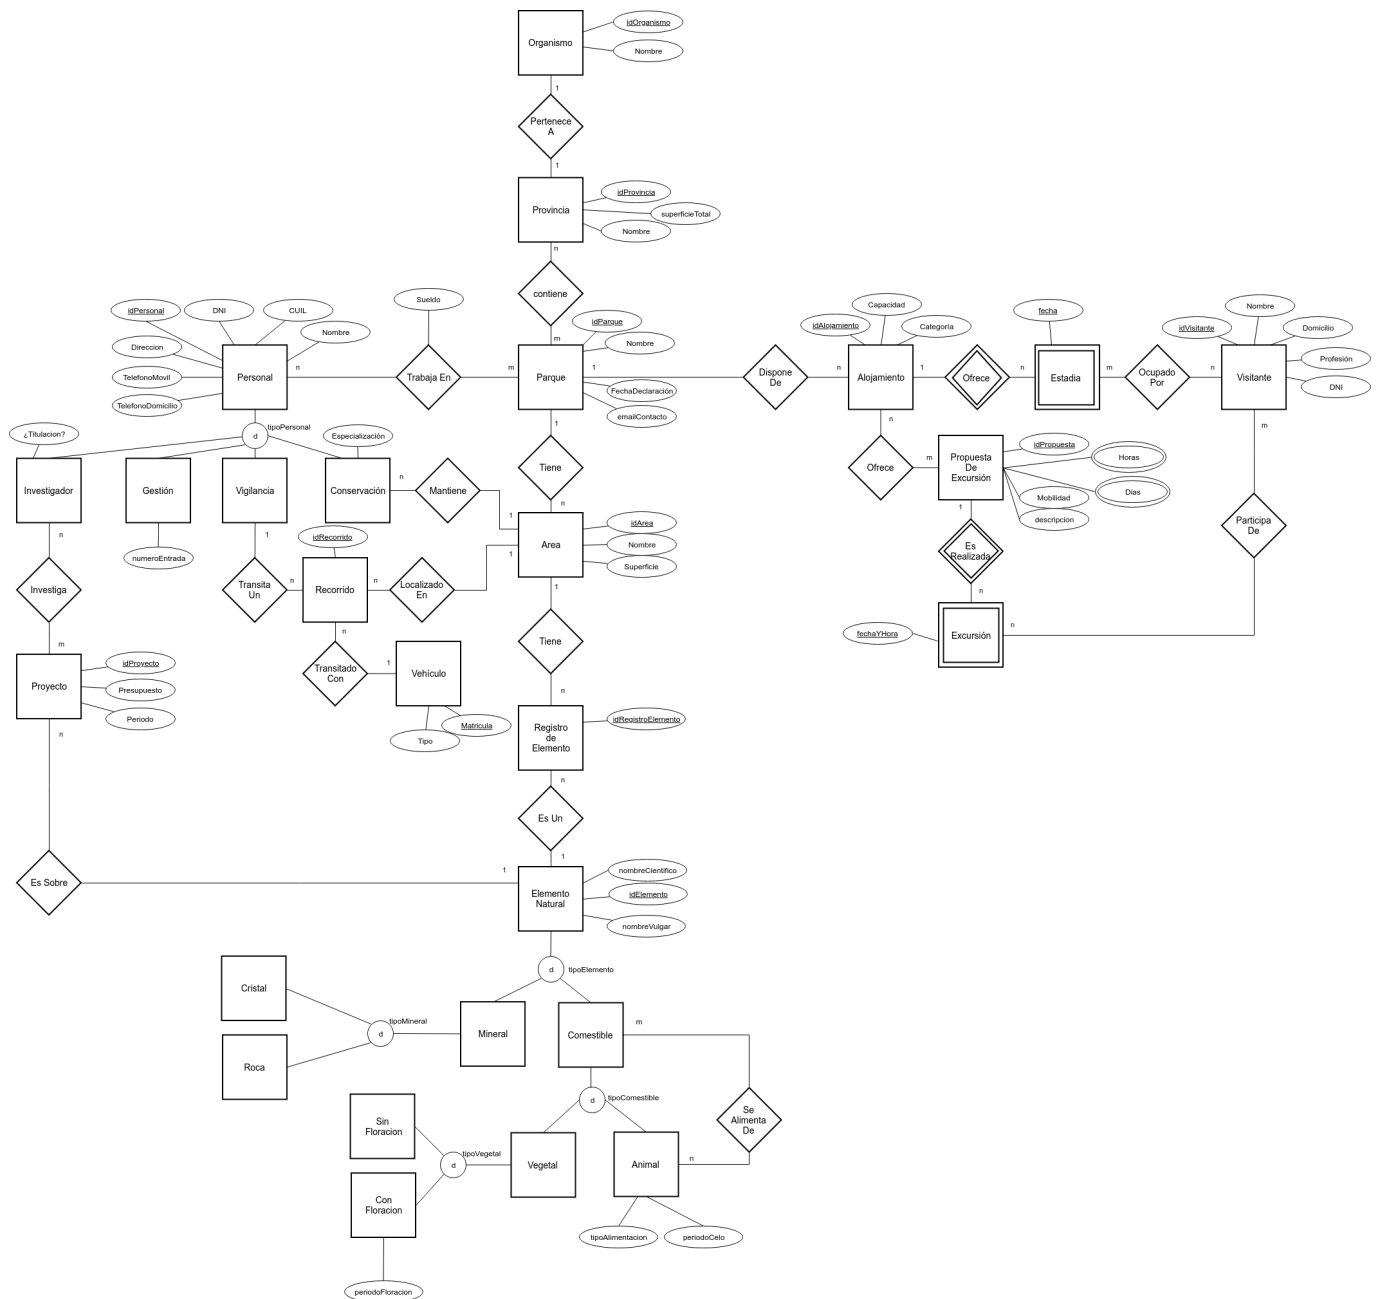 idOrganismo
Organismo
Nombre
1
Pertenece
A
1
idProvincia
Provincia
superficieTotal
Nombre
n
contiene
m
Sueldo
idPersonal
DNI
CUIL
Nombre
Direccion
TelefonoMovil
TelefonoDomicilio
Personal
n
Trabaja En
m
Parque
idParque
Nombre
FechaDeclaración
emailContacto
1
Dispone
De
n
Capacidad
idAlojamiento
Categoría
Alojamiento
1
Ofrece
n
fecha
Estadia
m
Ocupado
Por
n
Nombre
idVisitante
Domicilio
Visitante
Profesión
DNI
m
d
tipoPersonal
¿Titulacion?
Especialización
Investigador
Gestión
Vigilancia
Conservación
n
Mantiene
1
1
Tiene
n
n
Ofrece
m
Propuesta
De
Excursión
idPropuesta
Horas
Dias
Mobilidad
descripcion
1
Es
Realizada
n
Participa
De
fechaYHora
Excursión
n
numeroEntrada
idRecorrido
Area
idArea
Nombre
Superficie
n
1
1
Investiga
Transita
Un
n
Recorrido
n
Localizado
En
1
m
n
Tiene
Transitado
Con
1
Vehículo
Matricula
Tipo
Proyecto
idProyecto
Presupuesto
Periodo
n
n
Registro
de
Elemento
idRegistroElemento
n
Es Un
1
Es Sobre
1
nombreCientifico
Elemento
Natural
idElemento
nombreVulgar
d
tipoElemento
Cristal
Mineral
Comestible
m
tipoMineral
d
Roca
d
tipoComestible
Se
Alimenta
De
Sin
Floracion
tipoVegetal
d
Vegetal
Animal
n
Con
Floracion
tipoAlimentacion
periodoCelo
periodoFloracion